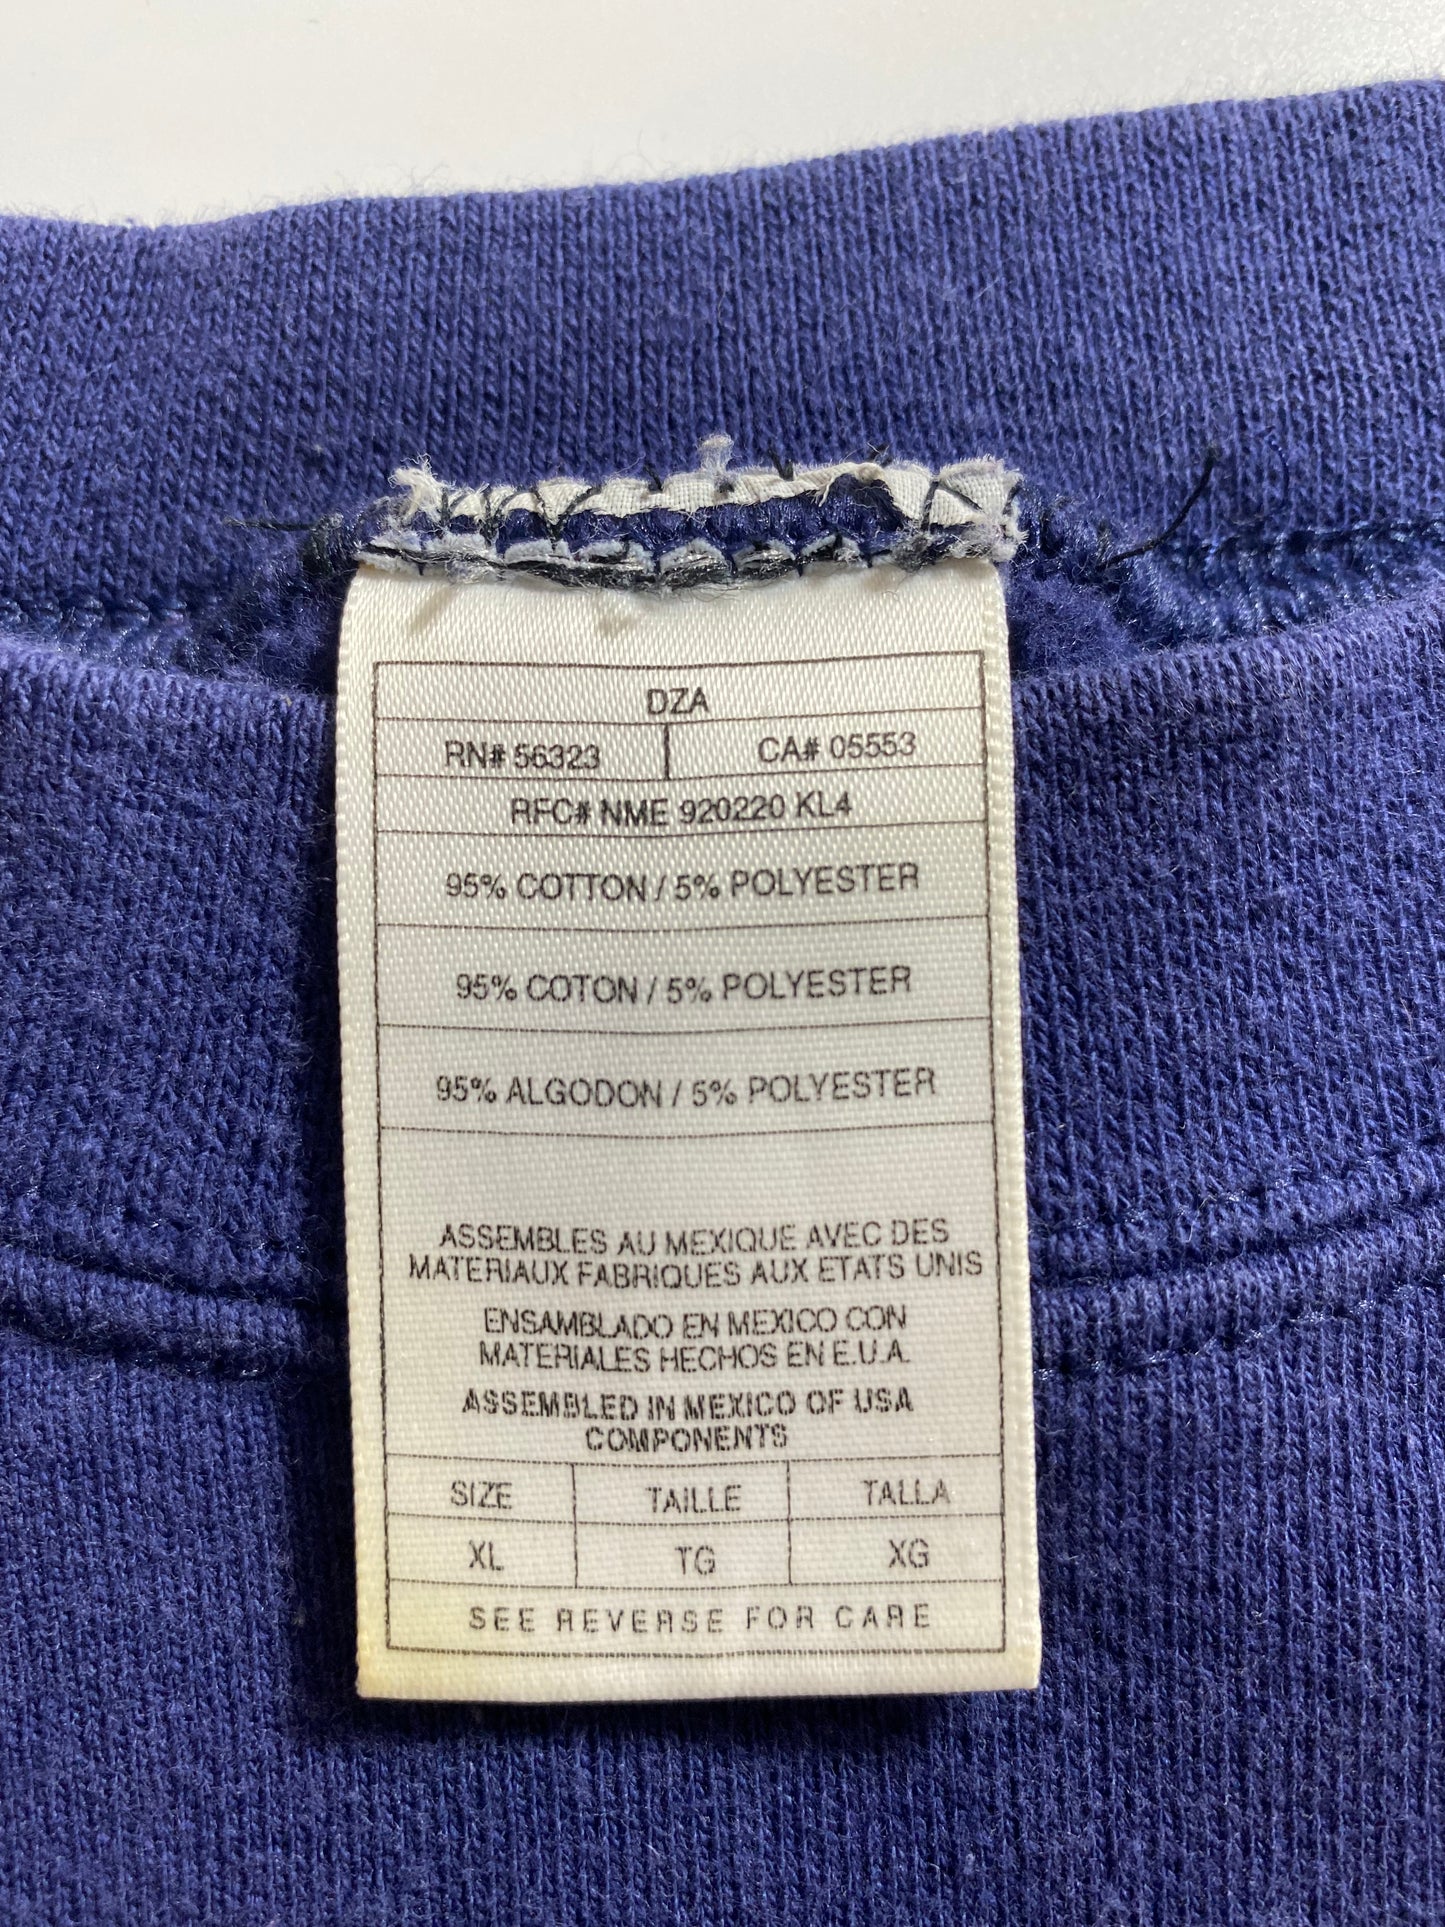 DZA
RN# 56323 CA# 05553
RFC# NME 920220 KL4
95% COTTON / 5% POLYESTER
95% COTON / 5% POLYESTER
95% ALGODON / 5% POLYESTER
ASSEMBLES AU MEXIQUE AVEC DES
MATERIAUX FABRIQUES AUX ETATS UNIS
ENSAMBLADO EN MEXICO CON
MATERIALES HECHOS EN E.U.A.
ASSEMBLED IN MEXICO OF USA
COMPONENTS
SIZE TAILLE TALLA
XL TG XG
SEE REVERSE FOR CARE